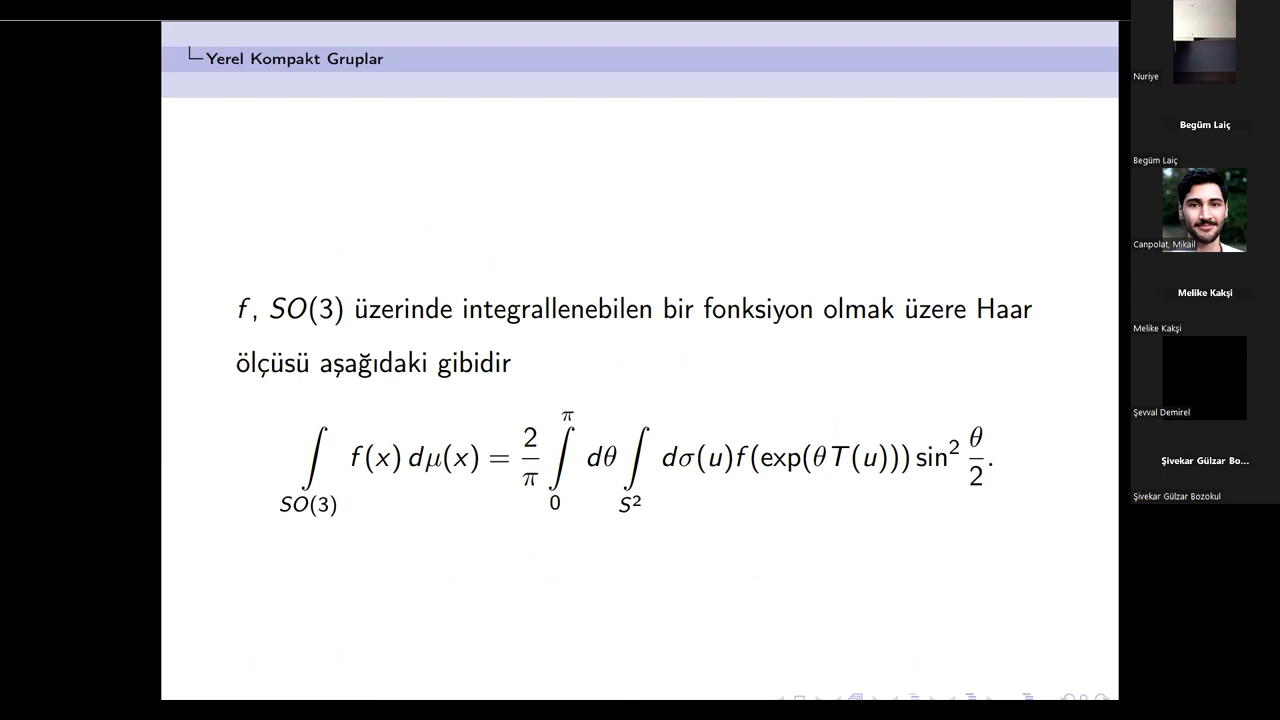 Yerel Kompakt Gruplar
f, SO(3) üzerinde integrallenebilen bir fonksiyon olmak üzere Haar
ölçüsü aşağıdaki gibidir
∫_{SO(3)} f(x) dμ(x) = 2/π ∫_0^π dθ ∫_{S²} dσ(u)f(exp(θT(u))) sin² θ/2.
Nuriye
Begüm Laiç
Begüm Laiç
Canpolat, Mikail
Melike Kakşi
Melike Kakşi
Şevval Demirel
Şivekar Gülzar Bo...
Şivekar Gülzar Bozokul